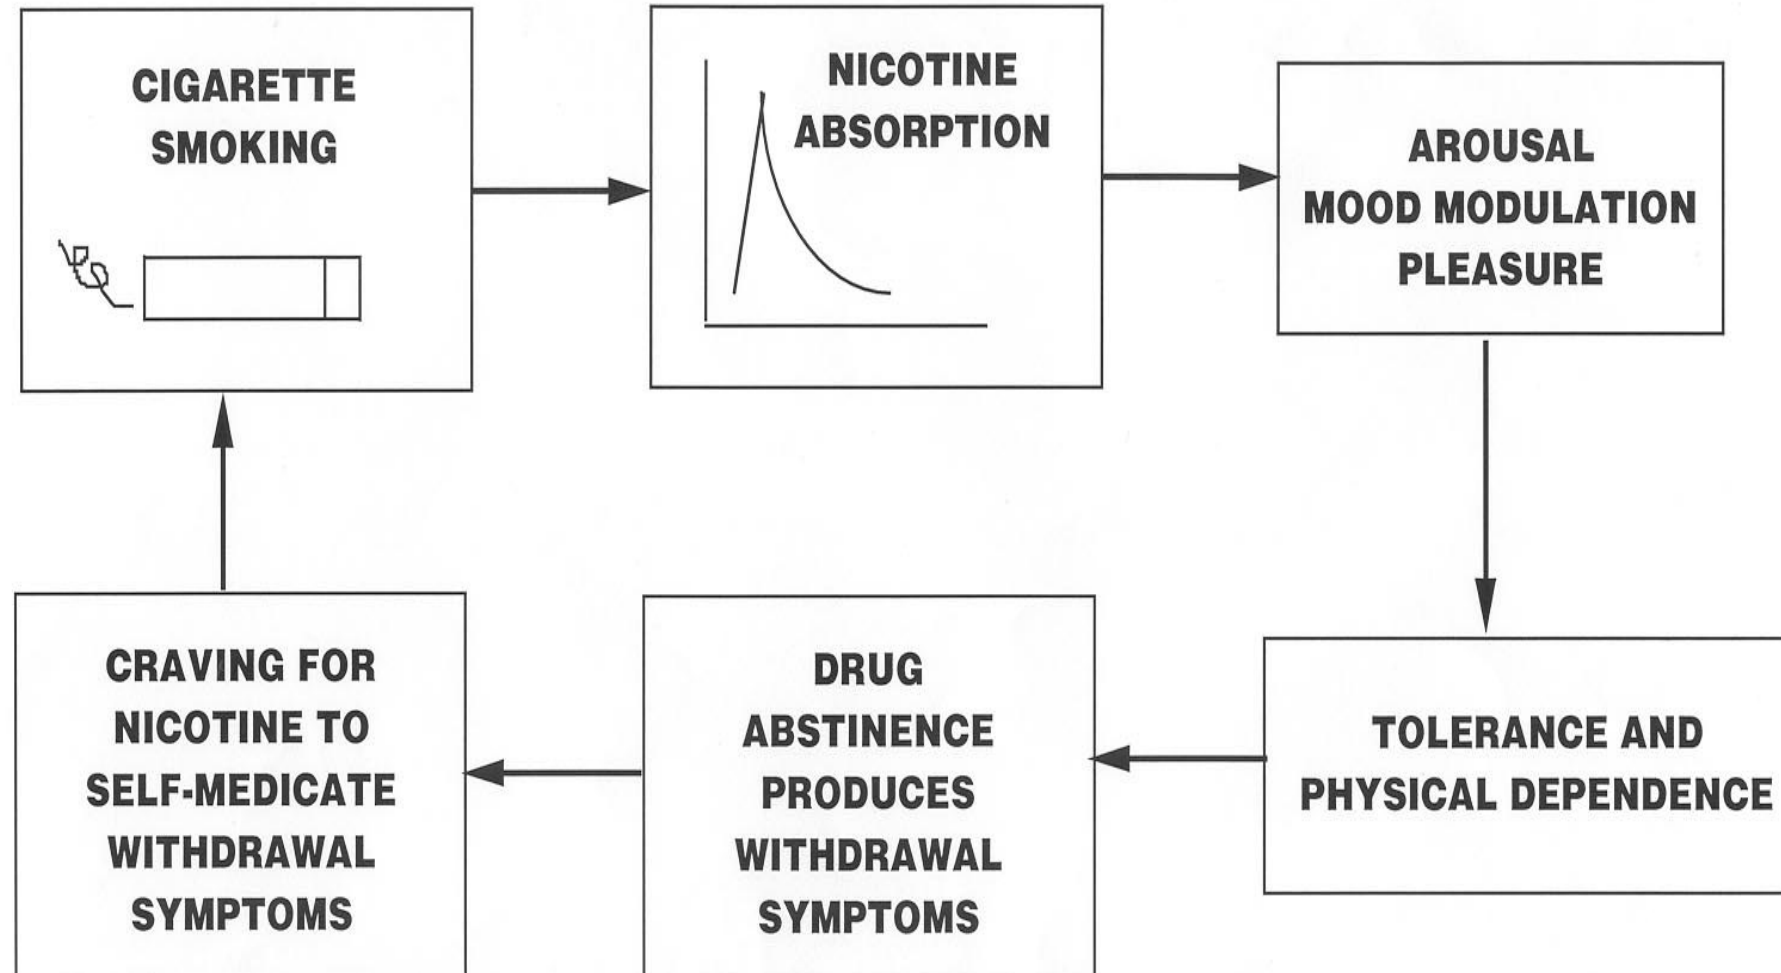 CIGARETTE
SMOKING
NICOTINE
ABSORPTION
AROUSAL
MOOD MODULATION
PLEASURE
TOLERANCE AND
PHYSICAL DEPENDENCE
DRUG
ABSTINENCE
PRODUCES
WITHDRAWAL
SYMPTOMS
CRAVING FOR
NICOTINE TO
SELF-MEDICATE
WITHDRAWAL
SYMPTOMS